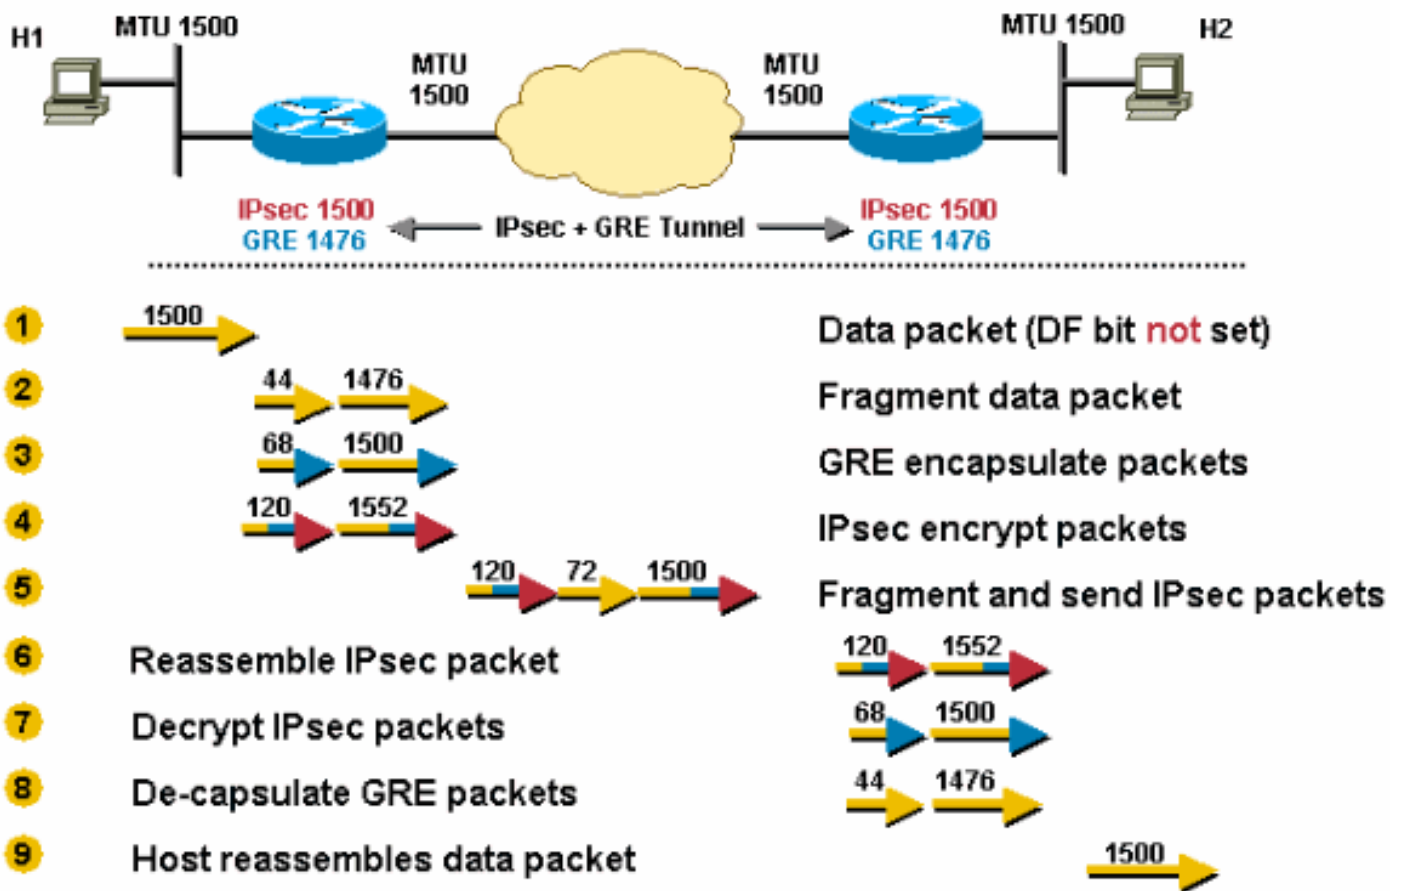 H1
MTU 1500
MTU 1500
H2
MTU
1500
MTU
1500
IPsec 1500
GRE 1476
IPsec + GRE Tunnel
IPsec 1500
GRE 1476
1
1500
Data packet (DF bit not set)
2
44 1476
Fragment data packet
3
68 1500
GRE encapsulate packets
4
120 1552
IPsec encrypt packets
5
120 72 1500
Fragment and send IPsec packets
6
Reassemble IPsec packet
120 1552
7
Decrypt IPsec packets
68 1500
8
De-capsulate GRE packets
44 1476
9
Host reassembles data packet
1500